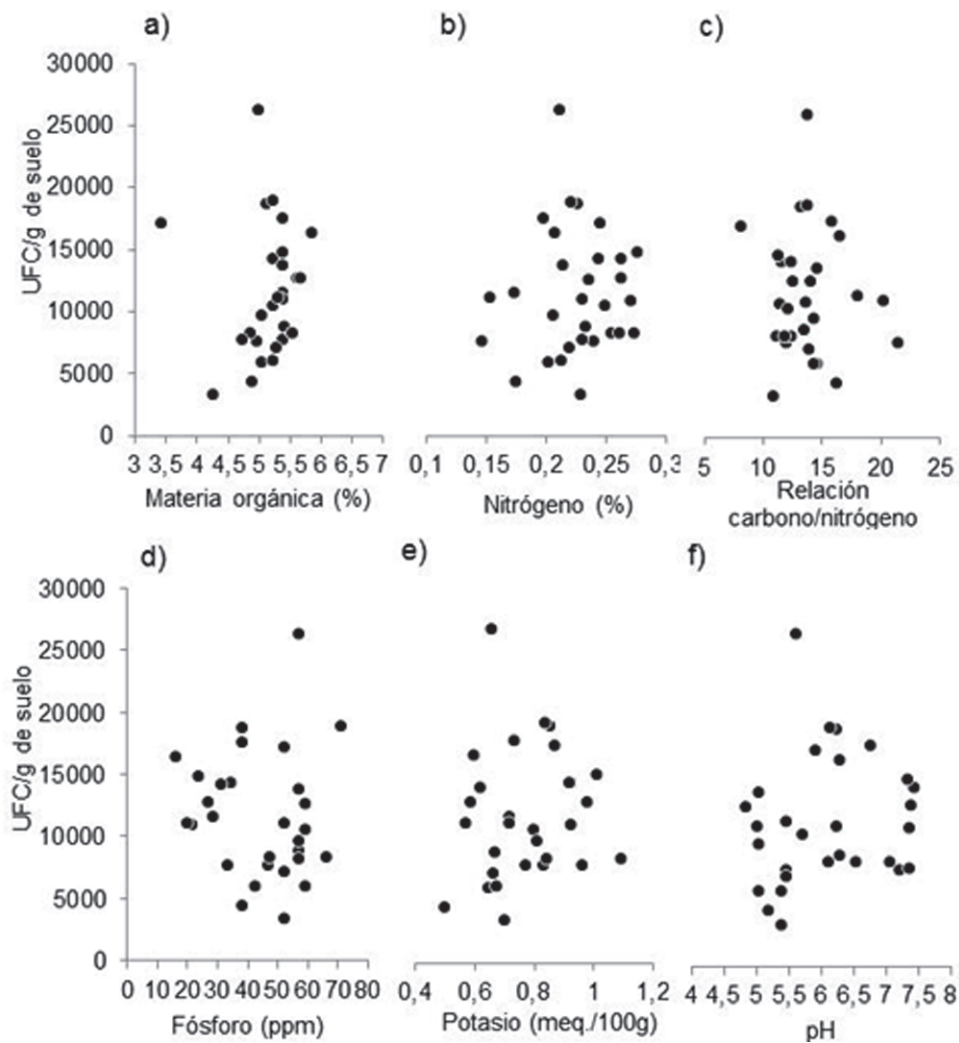 a)
b)
c)
30000
25000
20000
15000
10000
5000
0
UFC/g de suelo
3 3,5 4 4,5 5 5,5 6 6,5 7
Materia orgánica (%)
0,1 0,15 0,2 0,25 0,3
Nitrógeno (%)
5 10 15 20 25
Relación
carbono/nitrógeno
d)
e)
f)
30000
25000
20000
15000
10000
5000
0
UFC/g de suelo
0 10 20 30 40 50 60 70 80
Fósforo (ppm)
0,4 0,6 0,8 1 1,2
Potasio (meq./100g)
4 4,5 5 5,5 6 6,5 7 7,5 8
pH